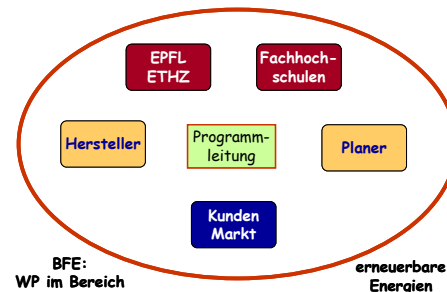 EPFL
ETHZ
Fachhoch-
schulen
Hersteller
Programm-
leitung
Planer
Kunden
Markt
BFE:
WP im Bereich
erneuerbare
Energien